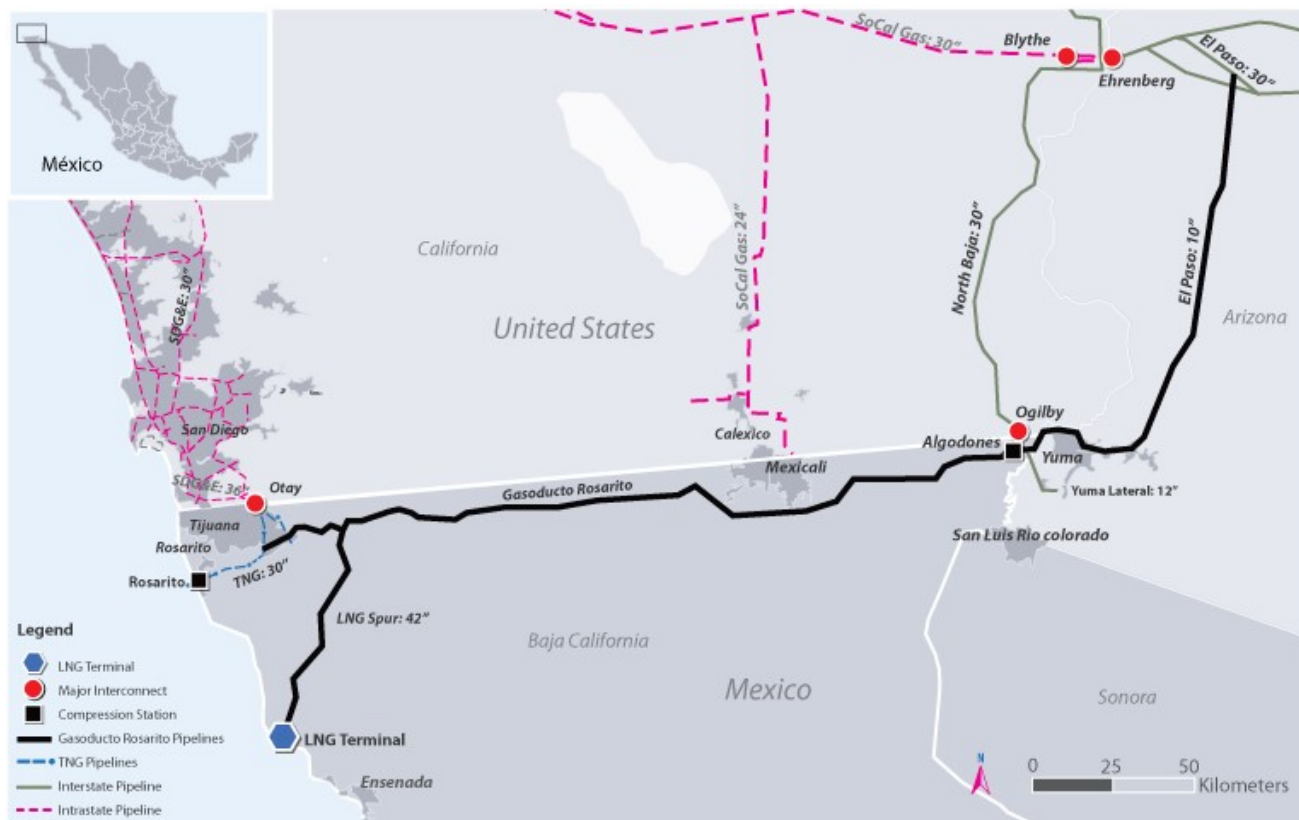 México
SoCal Gas: 30"
Blythe
Ehrenberg
El Paso: 30"
California
SoCal Gas: 24"
North Baja: 30"
El Paso: 10"
Arizona
SDG&E: 30"
United States
San Diego
Calexico
Ogilby
Algodones
Yuma
Mexicali
SDG&E: 36"
Otay
Gasoducto Rosarito
Yuma Lateral: 12"
Tijuana
Rosarito
San Luis Rio colorado
Rosarito
TNG: 30"
LNG Spur: 42"
Baja California
Mexico
Sonora
LNG Terminal
Ensenada
Legend
LNG Terminal
Major Interconnect
Compression Station
Gasoducto Rosarito Pipelines
TNG Pipelines
Interstate Pipeline
Intrastate Pipeline
N
0 25 50
Kilometers